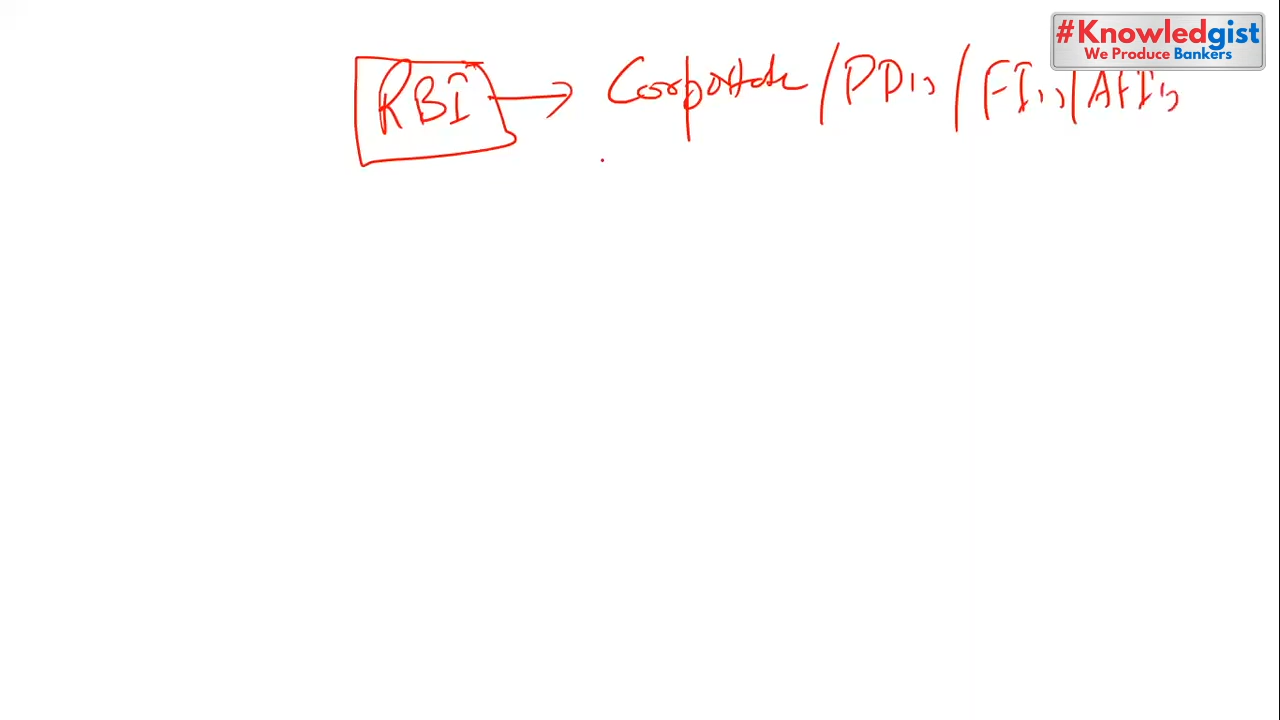 #Knowledgist
We Produce Bankers
RBI → Corporate / PDs / FIs / AFIs